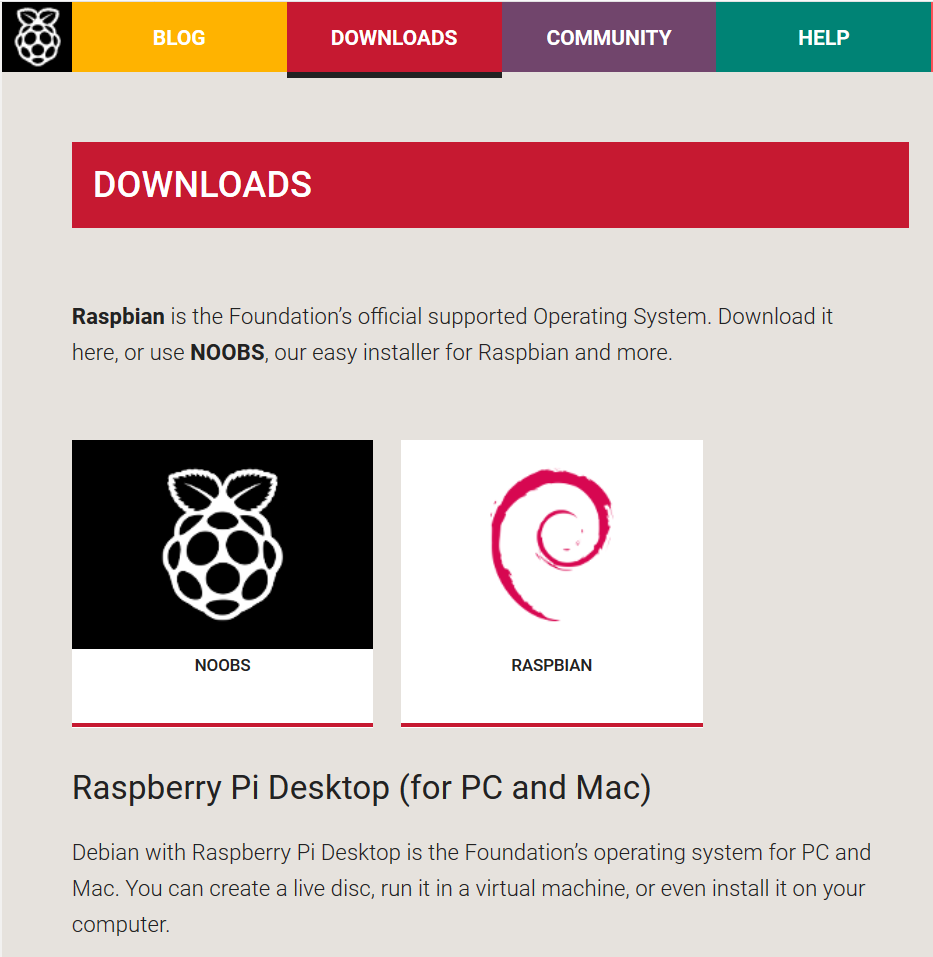 BLOG
DOWNLOADS
COMMUNITY
HELP
DOWNLOADS
Raspbian is the Foundation’s official supported Operating System. Download it
here, or use NOOBS, our easy installer for Raspbian and more.
NOOBS
RASPBIAN
Raspberry Pi Desktop (for PC and Mac)
Debian with Raspberry Pi Desktop is the Foundation’s operating system for PC and
Mac. You can create a live disc, run it in a virtual machine, or even install it on your
computer.